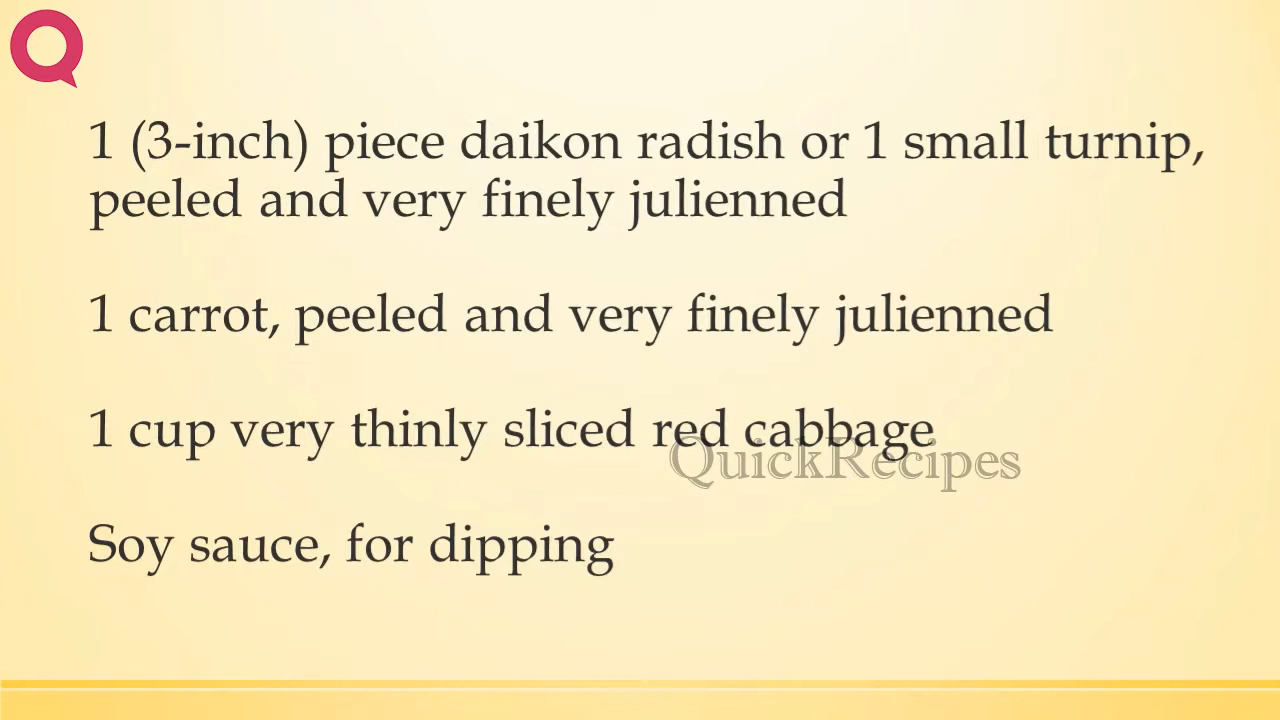 1 (3-inch) piece daikon radish or 1 small turnip,
peeled and very finely julienned
1 carrot, peeled and very finely julienned
1 cup very thinly sliced red cabbage
QuickRecipes
Soy sauce, for dipping